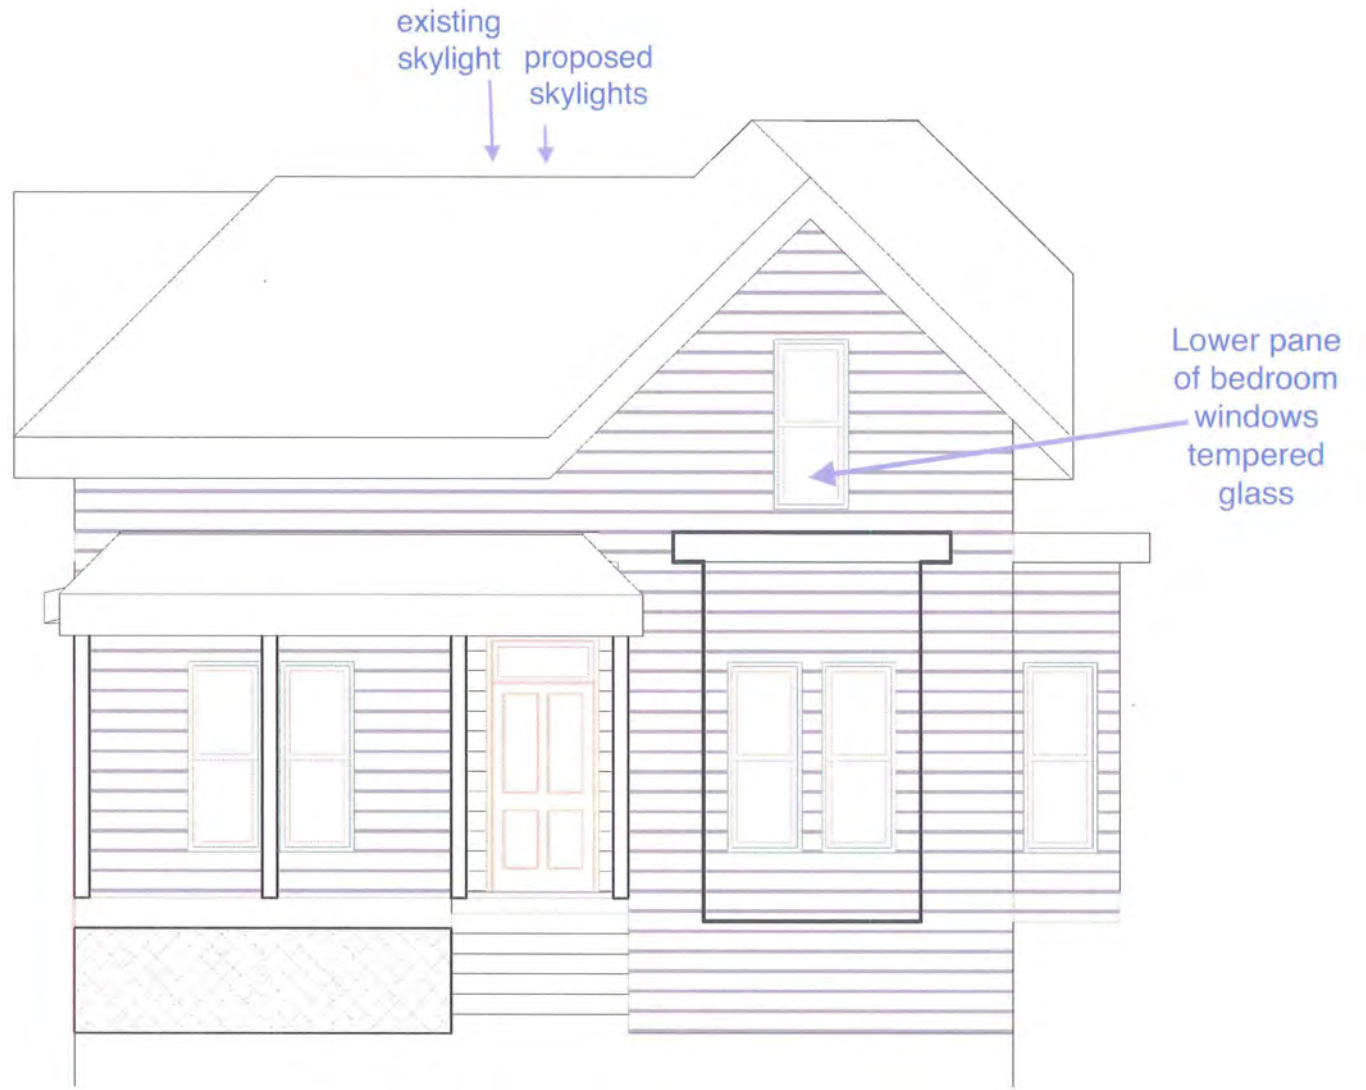 existing
skylight
proposed
skylights
Lower pane
of bedroom
windows
tempered
glass